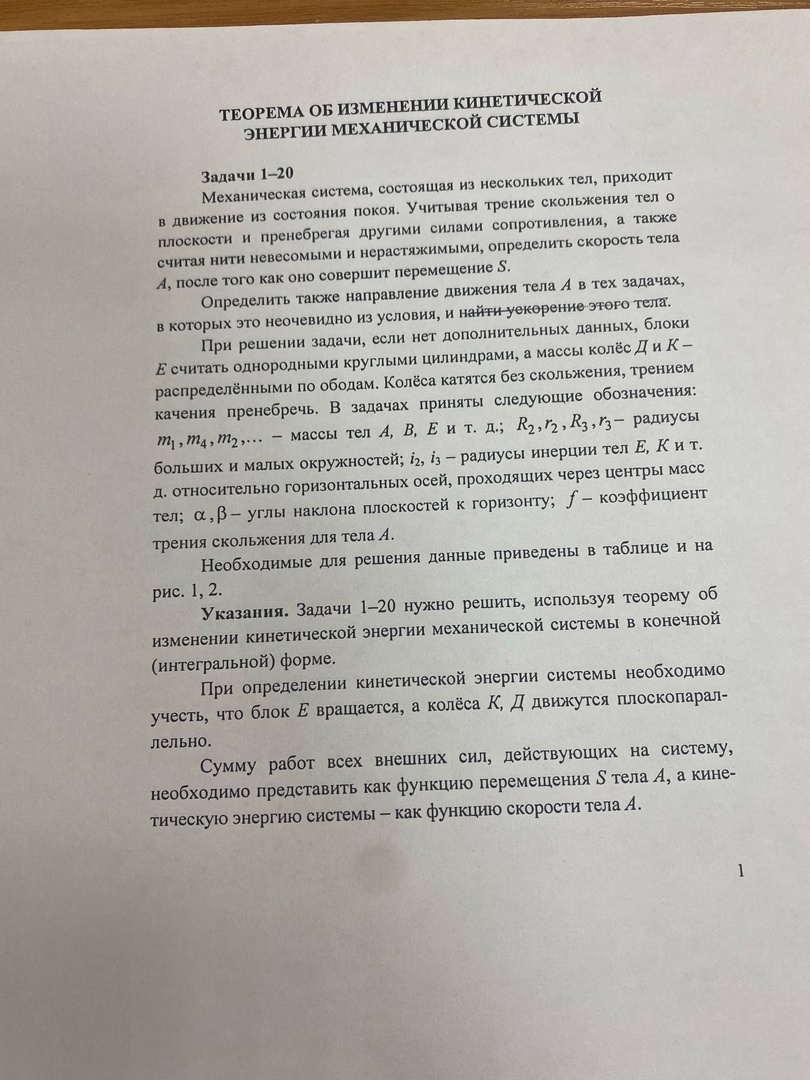 ТЕОРЕМА ОБ ИЗМЕНЕНИИ КИНЕТИЧЕСКОЙ
ЭНЕРГИИ МЕХАНИЧЕСКОЙ СИСТЕМЫ
Задачи 1–20
Механическая система, состоящая из нескольких тел, приходит
в движение из состояния покоя. Учитывая трение скольжения тел о
плоскости и пренебрегая другими силами сопротивления, а также
считая нити невесомыми и нерастяжимыми, определить скорость тела
А, после того как оно совершит перемещение S.
Определить также направление движения тела А в тех задачах,
в которых это неочевидно из условия, и найти ускорение этого тела.
При решении задачи, если нет дополнительных данных, блоки
Е считать однородными круглыми цилиндрами, а массы колёс Д и К –
распределёнными по ободам. Колёса катятся без скольжения, трением
качения пренебречь. В задачах приняты следующие обозначения:
m₁, m₄, m₂,... – массы тел А, В, Е и т. д.; R₂, r₂, R₃, r₃ – радиусы
больших и малых окружностей; i₂, i₃ – радиусы инерции тел Е, К и т.
д. относительно горизонтальных осей, проходящих через центры масс
тел; α, β – углы наклона плоскостей к горизонту; f – коэффициент
трения скольжения для тела А.
Необходимые для решения данные приведены в таблице и на
рис. 1, 2.
Указания. Задачи 1–20 нужно решить, используя теорему об
изменении кинетической энергии механической системы в конечной
(интегральной) форме.
При определении кинетической энергии системы необходимо
учесть, что блок Е вращается, а колёса К, Д движутся плоскопарал-
лельно.
Сумму работ всех внешних сил, действующих на систему,
необходимо представить как функцию перемещения S тела А, а кине-
тическую энергию системы – как функцию скорости тела А.
1